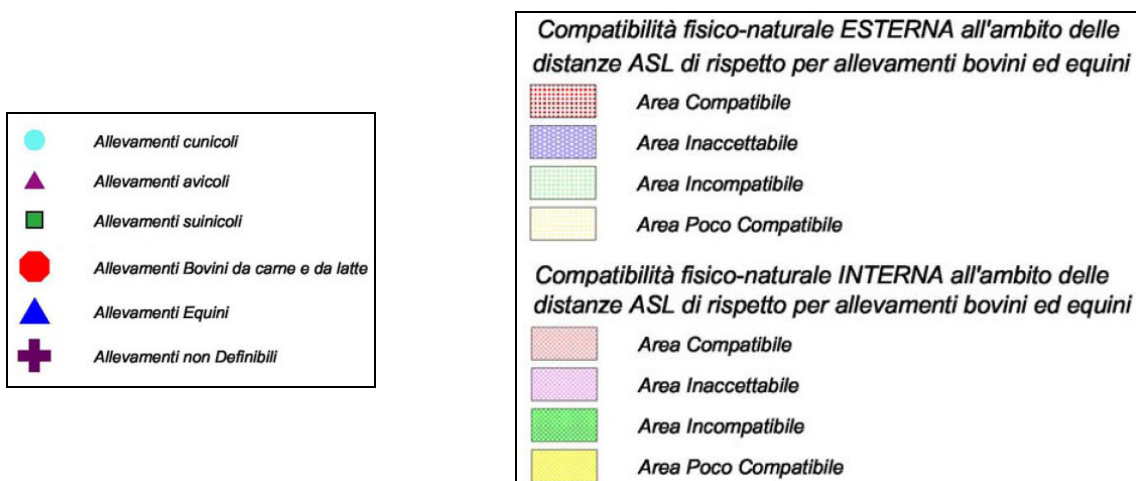 Allevamenti cunicoli
Allevamenti avicoli
Allevamenti suinicoli
Allevamenti Bovini da carne e da latte
Allevamenti Equini
Allevamenti non Definibili
Compatibilità fisico-naturale ESTERNA all'ambito delle
distanze ASL di rispetto per allevamenti bovini ed equini
Area Compatibile
Area Inaccettabile
Area Incompatibile
Area Poco Compatibile
Compatibilità fisico-naturale INTERNA all'ambito delle
distanze ASL di rispetto per allevamenti bovini ed equini
Area Compatibile
Area Inaccettabile
Area Incompatibile
Area Poco Compatibile